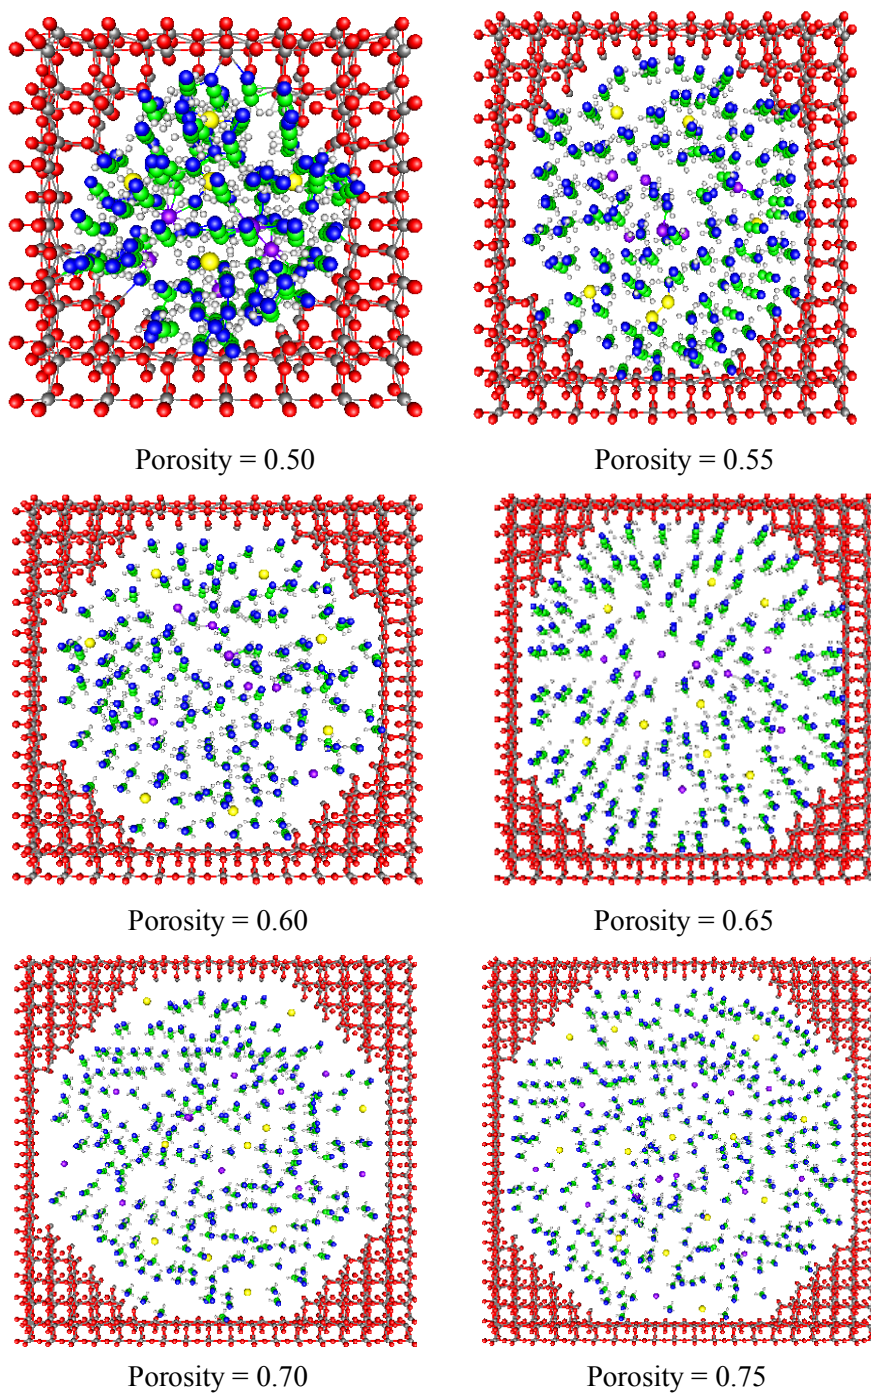 Porosity = 0.50
Porosity = 0.55
Porosity = 0.60
Porosity = 0.65
Porosity = 0.70
Porosity = 0.75